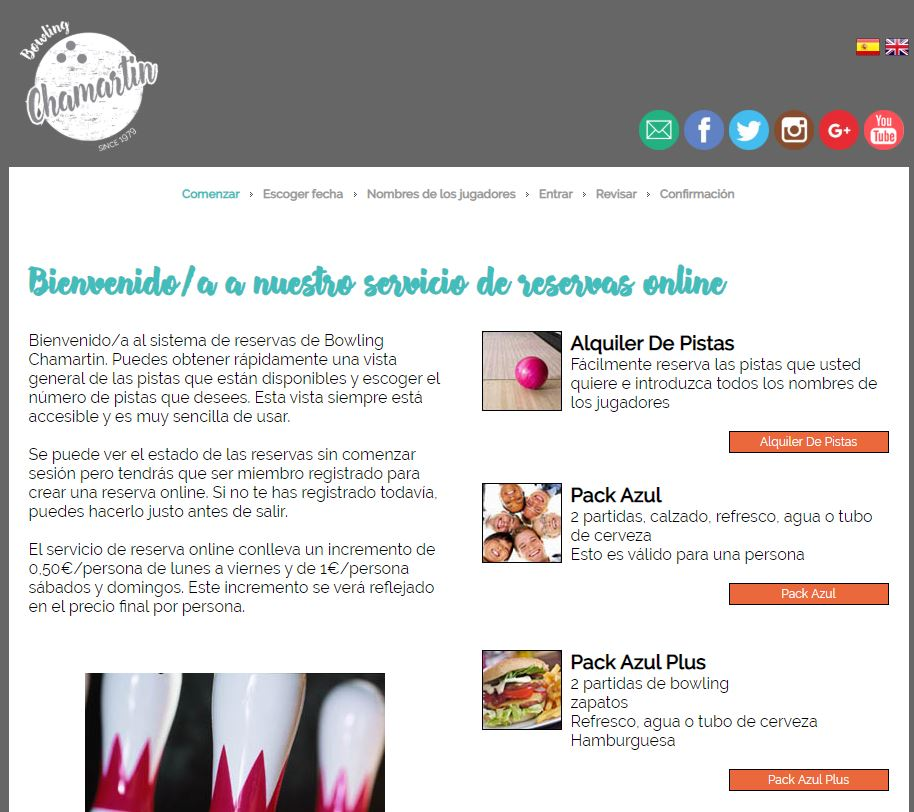 Bowling
Chamartin
SINCE 1979
You
Tube
G+
Comenzar > Escoger fecha > Nombres de los jugadores > Entrar > Revisar > Confirmación
Bienvenido/a a nuestro servicio de reservas online
Bienvenido/a al sistema de reservas de Bowling
Chamartin. Puedes obtener rápidamente una vista
general de las pistas que están disponibles y escoger el
número de pistas que desees. Esta vista siempre está
accesible y es muy sencilla de usar.
Se puede ver el estado de las reservas sin comenzar
sesión pero tendrás que ser miembro registrado para
crear una reserva online. Si no te has registrado todavía,
puedes hacerlo justo antes de salir.
El servicio de reserva online conlleva un incremento de
0,50€/persona de lunes a viernes y de 1€/persona
sábados y domingos. Este incremento se verá reflejado
en el precio final por persona.
Alquiler De Pistas
Fácilmente reserva las pistas que usted
quiere e introduzca todos los nombres de
los jugadores
Alquiler De Pistas
Pack Azul
2 partidas, calzado, refresco, agua o tubo
de cerveza
Esto es válido para una persona
Pack Azul
Pack Azul Plus
2 partidas de bowling
zapatos
Refresco, agua o tubo de cerveza
Hamburguesa
Pack Azul Plus